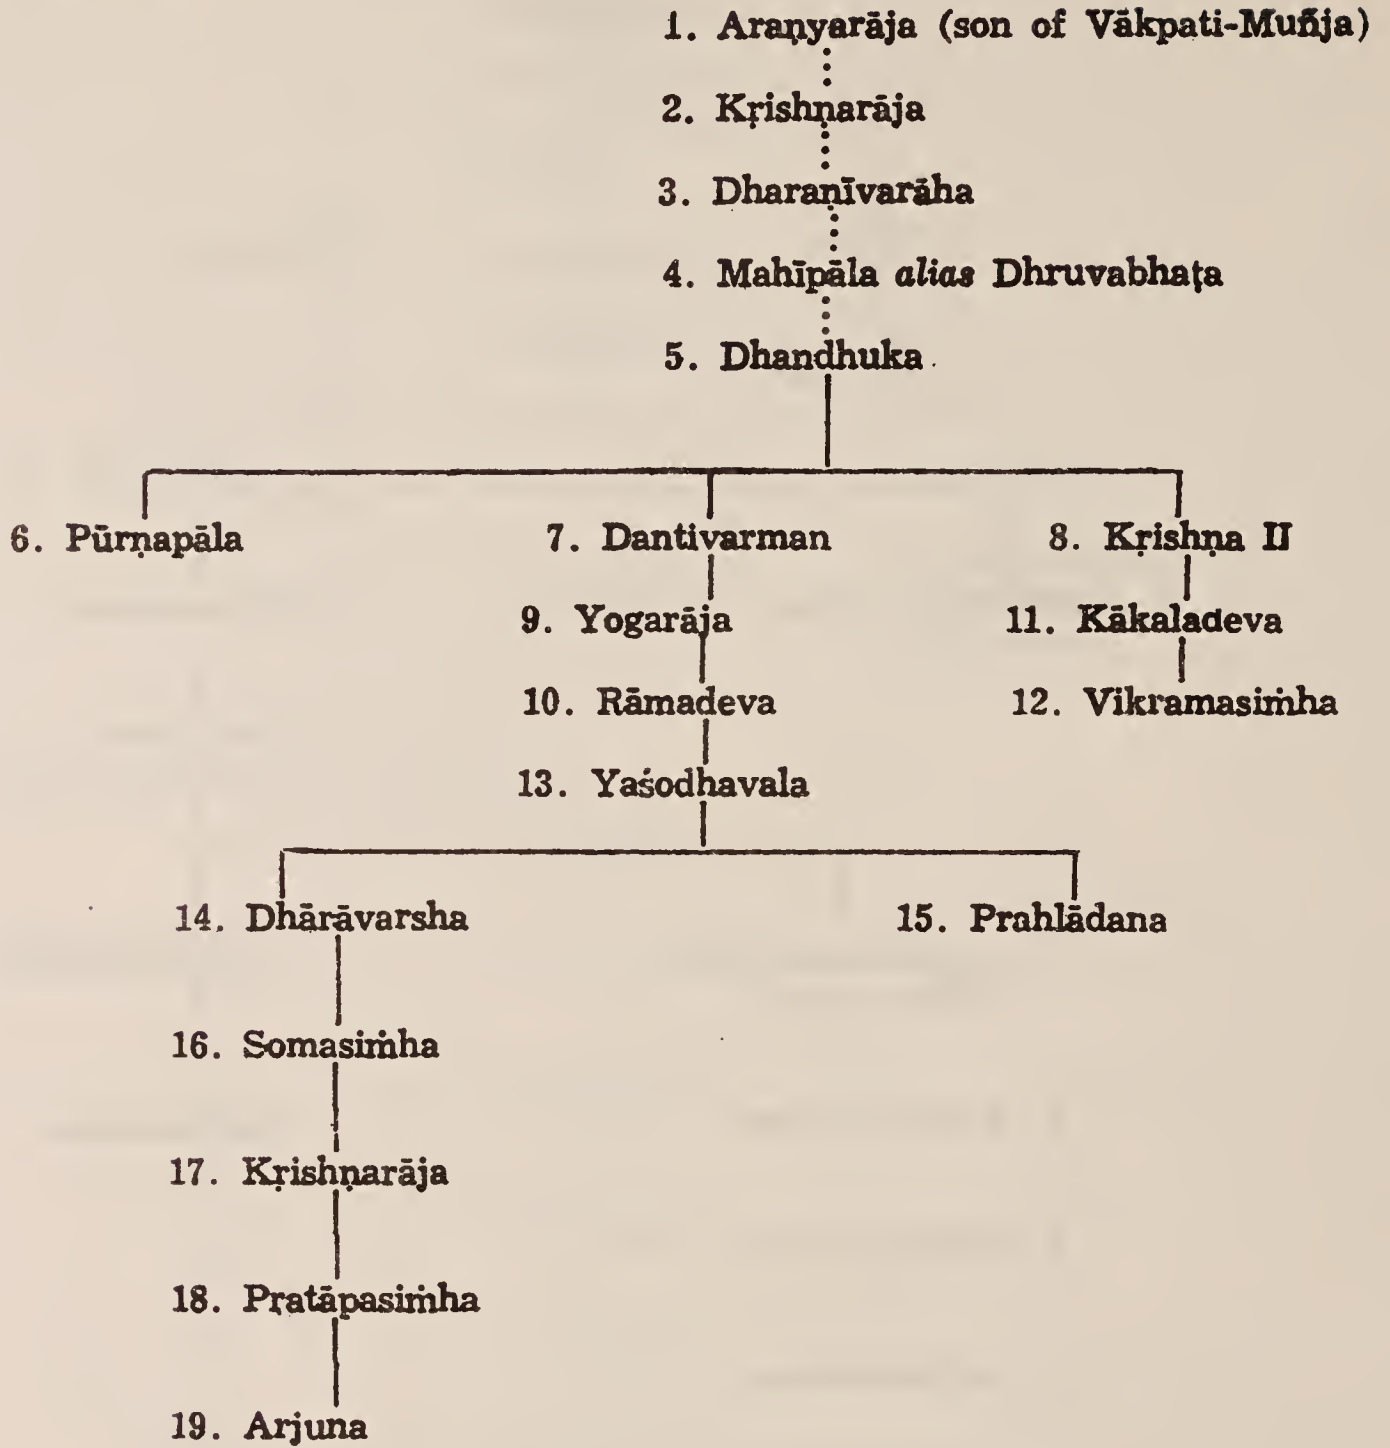 1. Araṇyarāja (son of Vākpati-Muñja)
2. Kṛishṇarāja
3. Dharaṇīvarāha
4. Mahīpāla alias Dhruvabhaṭa
5. Dhandhuka
6. Pūrṇapāla 7. Dantivarman 8. Kṛishṇa II
9. Yogarāja 11. Kākaladeva
10. Rāmadeva 12. Vikramasiṁha
13. Yaśodhavala
14. Dhārāvarsha 15. Prahlādana
16. Somasiṁha
17. Kṛishṇarāja
18. Pratāpasiṁha
19. Arjuna